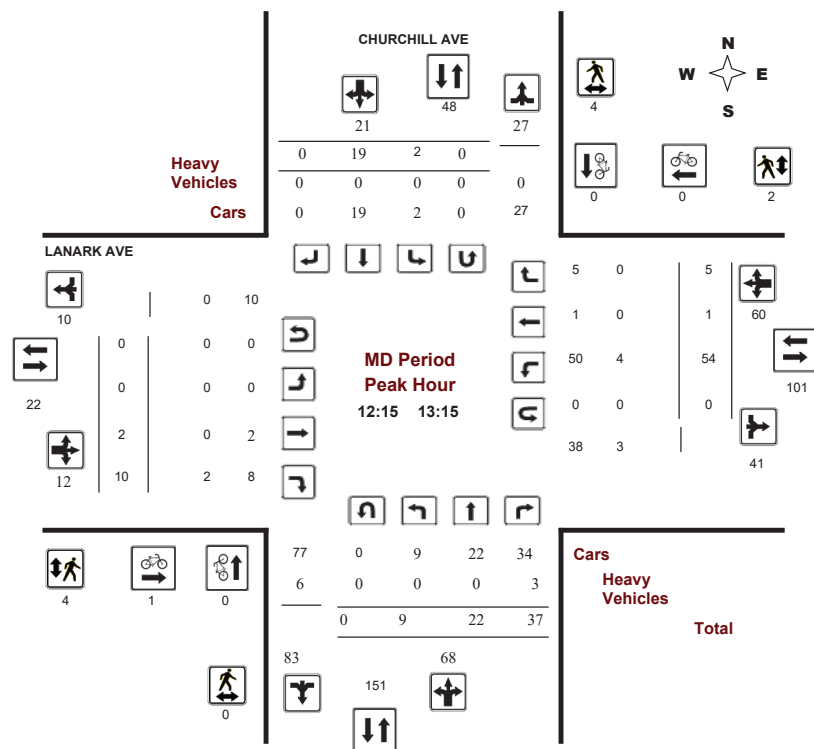 CHURCHILL AVE
N
W E
S
48
4
21 27
0 19 2 0
Heavy
Vehicles
0 0 0 0 0
Cars 0 19 2 0 27
0 0 2
LANARK AVE
10
0 10
5 0 5
60
1 0 1
0 0 0
22
MD Period
Peak Hour
12:15 13:15
50 4 54
101
0 0 0
0 0 0
2 0 2
38 3
41
12
10 2 8
77 0 9 22 34 Cars
6 0 0 0 3 Heavy
Vehicles
4 1 0
0 9 22 37 Total
83 68
151
0